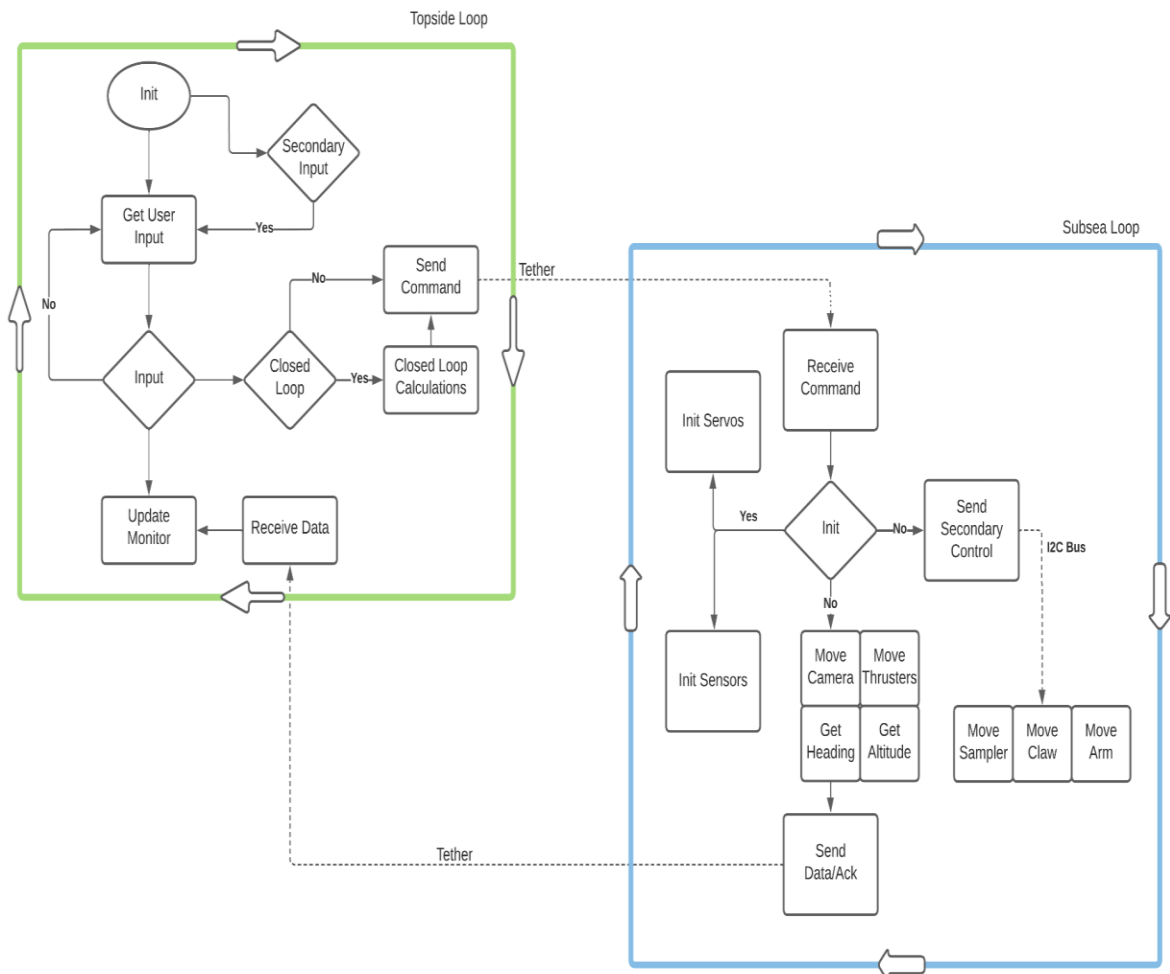 Topside Loop
Init
Secondary
Input
Get User
Input
Yes
No
Send
Command
Tether
No
Input
Closed
Loop
Yes
Closed Loop
Calculations
Update
Monitor
Receive Data
Subsea Loop
Receive
Command
Init Servos
Yes
Init
No
Send
Secondary
Control
I2C Bus
No
Init Sensors
Move
Camera
Move
Thrusters
Get
Heading
Get
Altitude
Move
Sampler
Move
Claw
Move
Arm
Send
Data/Ack
Tether